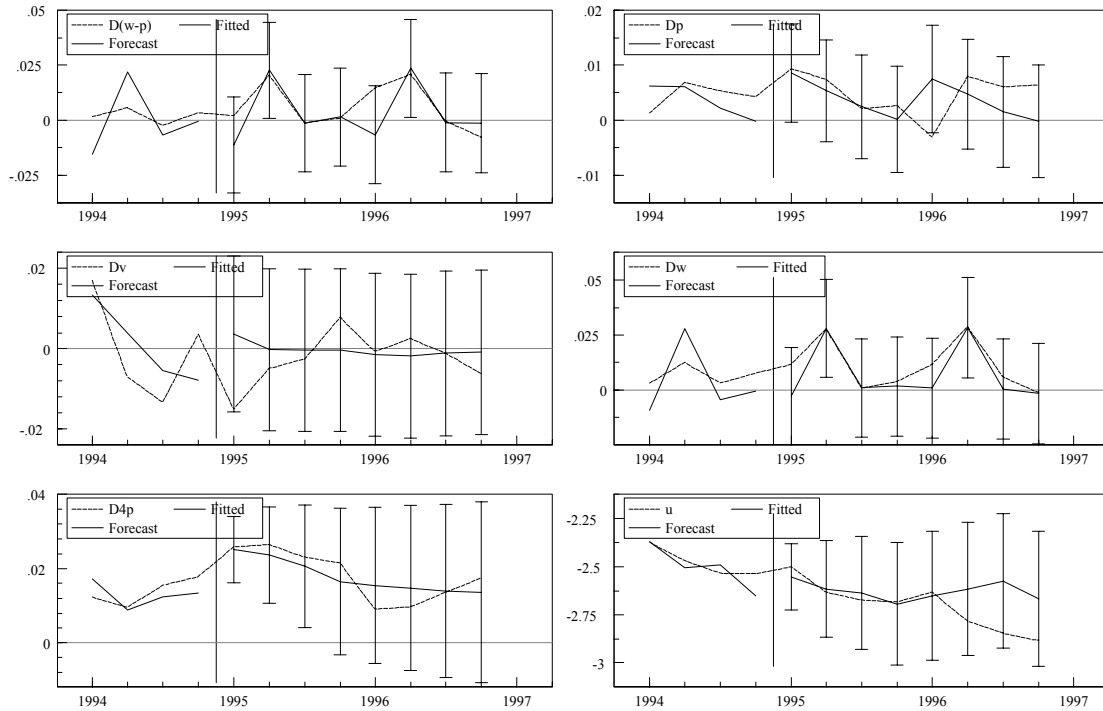 .05
.025
0
-.025
D(w-p) Fitted
Forecast
1994 1995 1996 1997
.02
.01
0
-.01
Dp Fitted
Forecast
1994 1995 1996 1997
.02
0
-.02
Dv Fitted
Forecast
1994 1995 1996 1997
.05
.025
0
Dw Fitted
Forecast
1994 1995 1996 1997
.04
.02
0
D4p Fitted
Forecast
1994 1995 1996 1997
-2.25
-2.5
-2.75
-3
u Fitted
Forecast
1994 1995 1996 1997